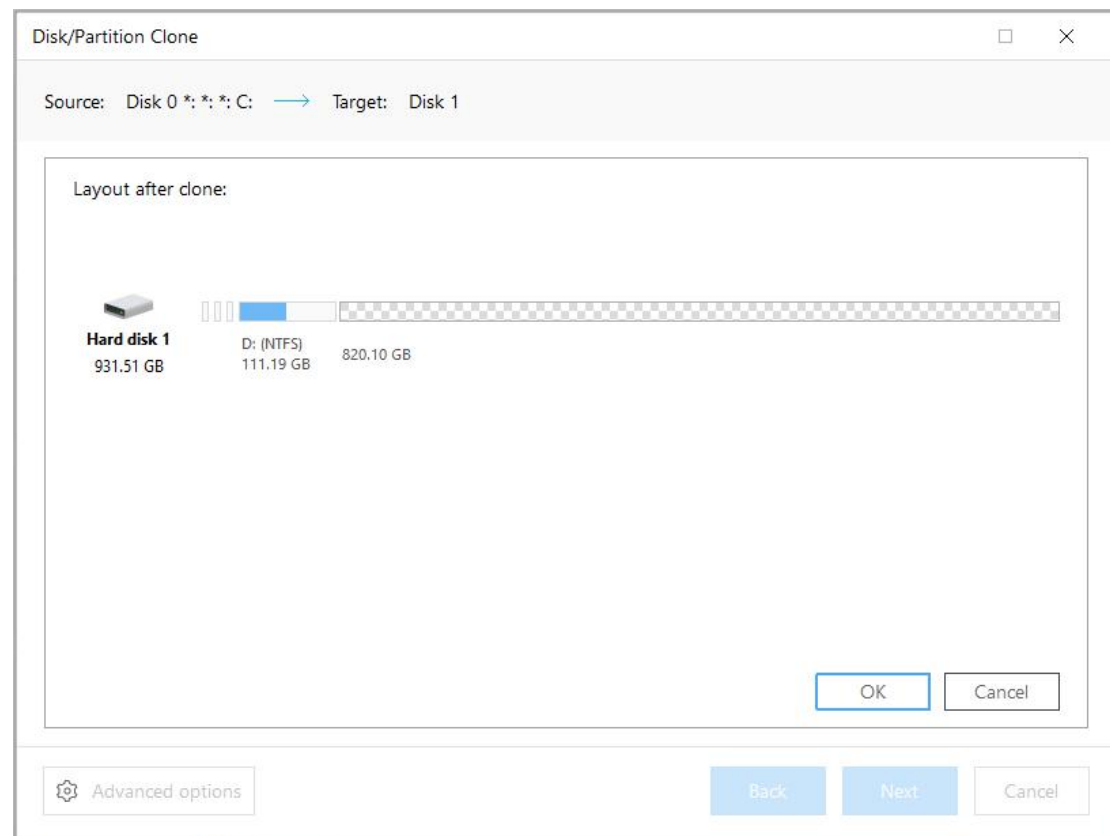 Disk/Partition Clone
Source: Disk 0 *: *: *: C: → Target: Disk 1
Layout after clone:
Hard disk 1
931.51 GB
D: (NTFS)
111.19 GB
820.10 GB
OK Cancel
Advanced options Back Next Cancel